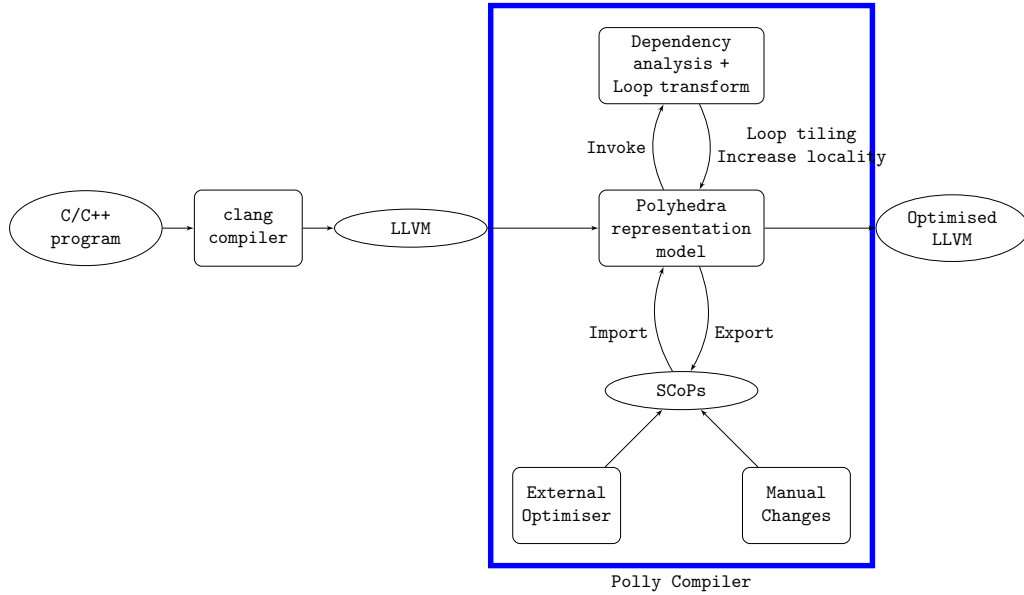 Dependency
analysis +
Loop transform
Invoke
Loop tiling
Increase locality
C/C++
program
clang
compiler
LLVM
Polyhedra
representation
model
Optimised
LLVM
Import
Export
SCoPs
External
Optimiser
Manual
Changes
Polly Compiler